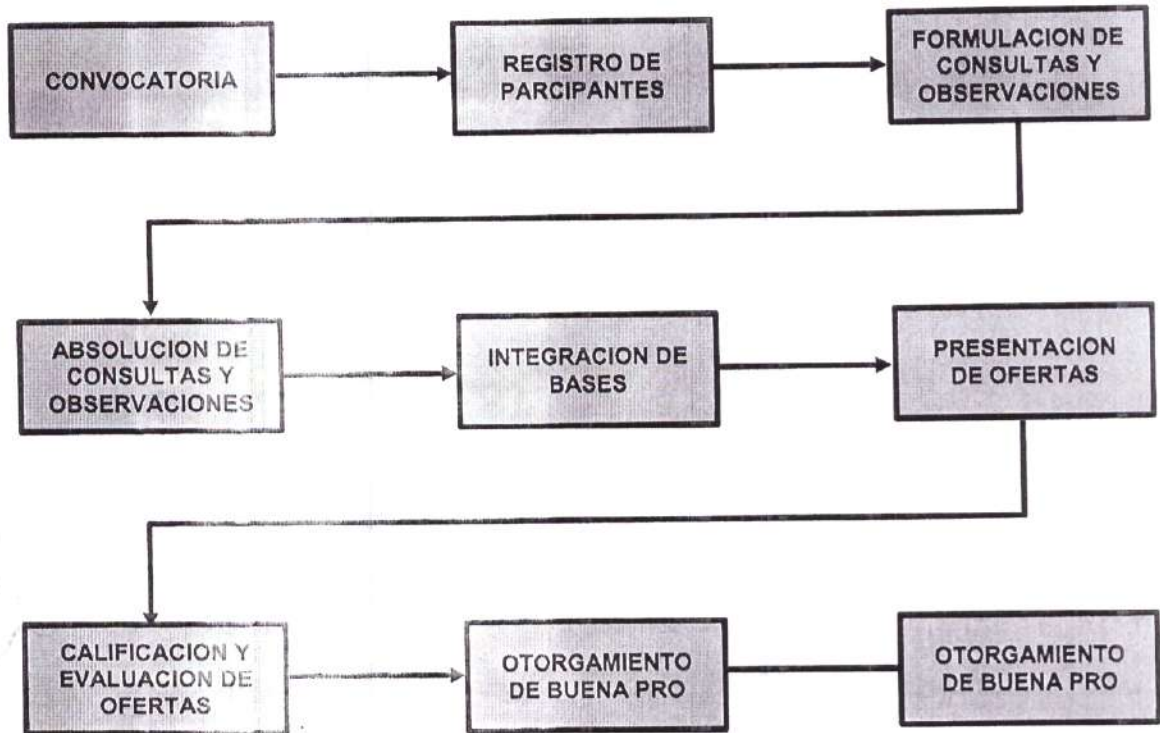 CONVOCATORIA
REGISTRO DE
PARCIPANTES
FORMULACION DE
CONSULTAS Y
OBSERVACIONES
ABSOLUCION DE
CONSULTAS Y
OBSERVACIONES
INTEGRACION DE
BASES
PRESENTACION
DE OFERTAS
CALIFICACION Y
EVALUACION DE
OFERTAS
OTORGAMIENTO
DE BUENA PRO
OTORGAMIENTO
DE BUENA PRO